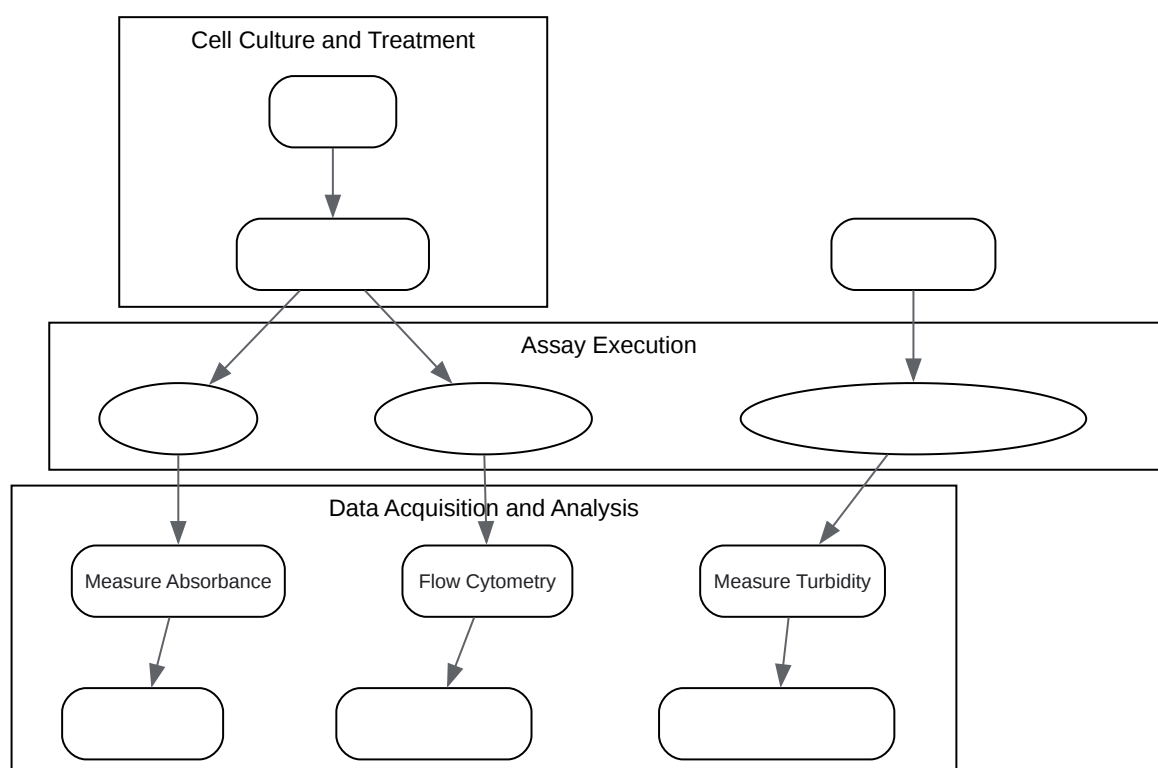 Cell Culture and Treatment
Assay Execution
Data Acquisition and Analysis
Measure Absorbance
Flow Cytometry
Measure Turbidity